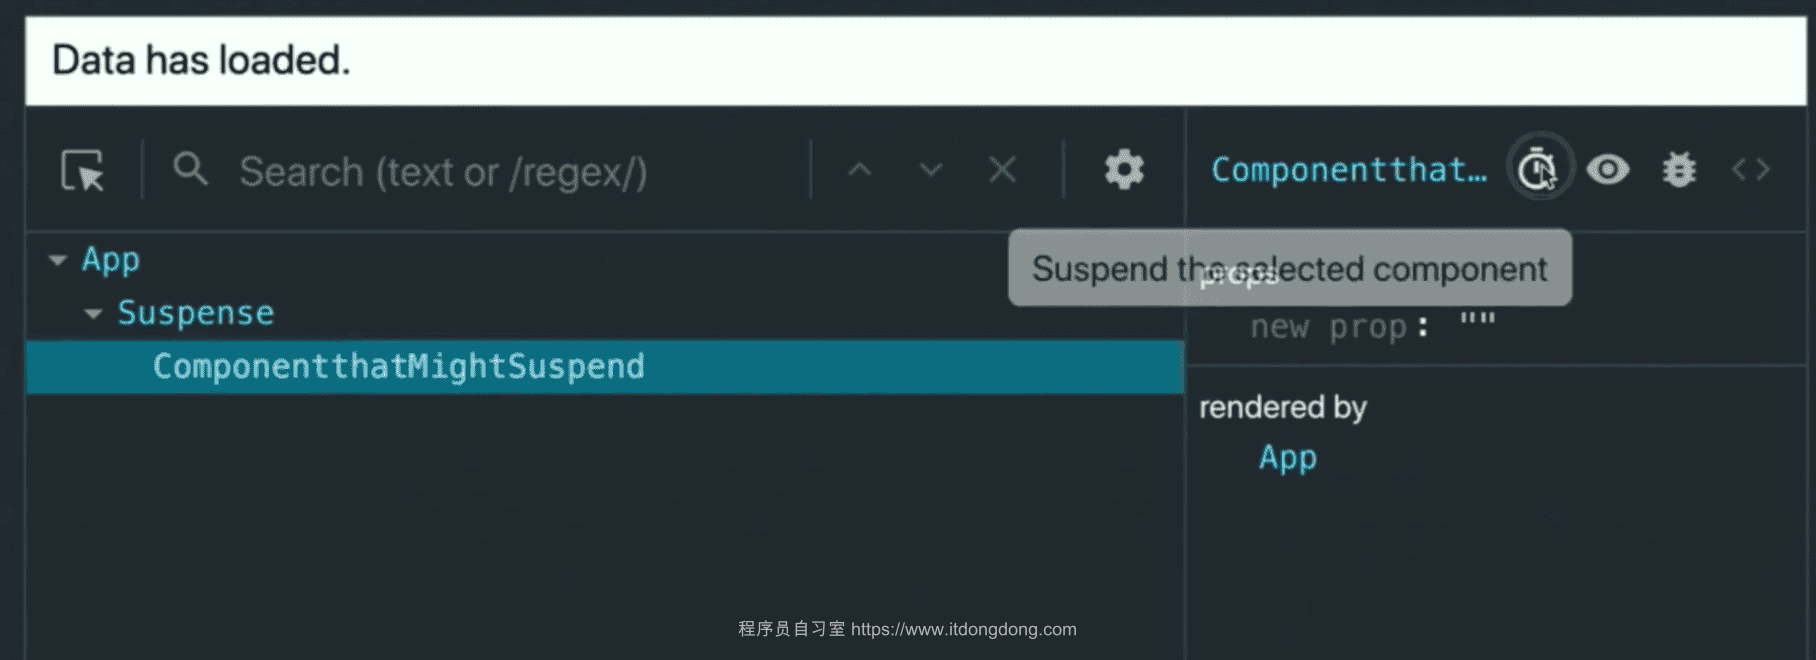 Data has loaded.
Search (text or /regex/)
Componentthat…
Suspend the selected component
props
new prop: ""
App
Suspense
ComponentthatMightSuspend
rendered by
App
程序员自习室 https://www.itdongdong.com